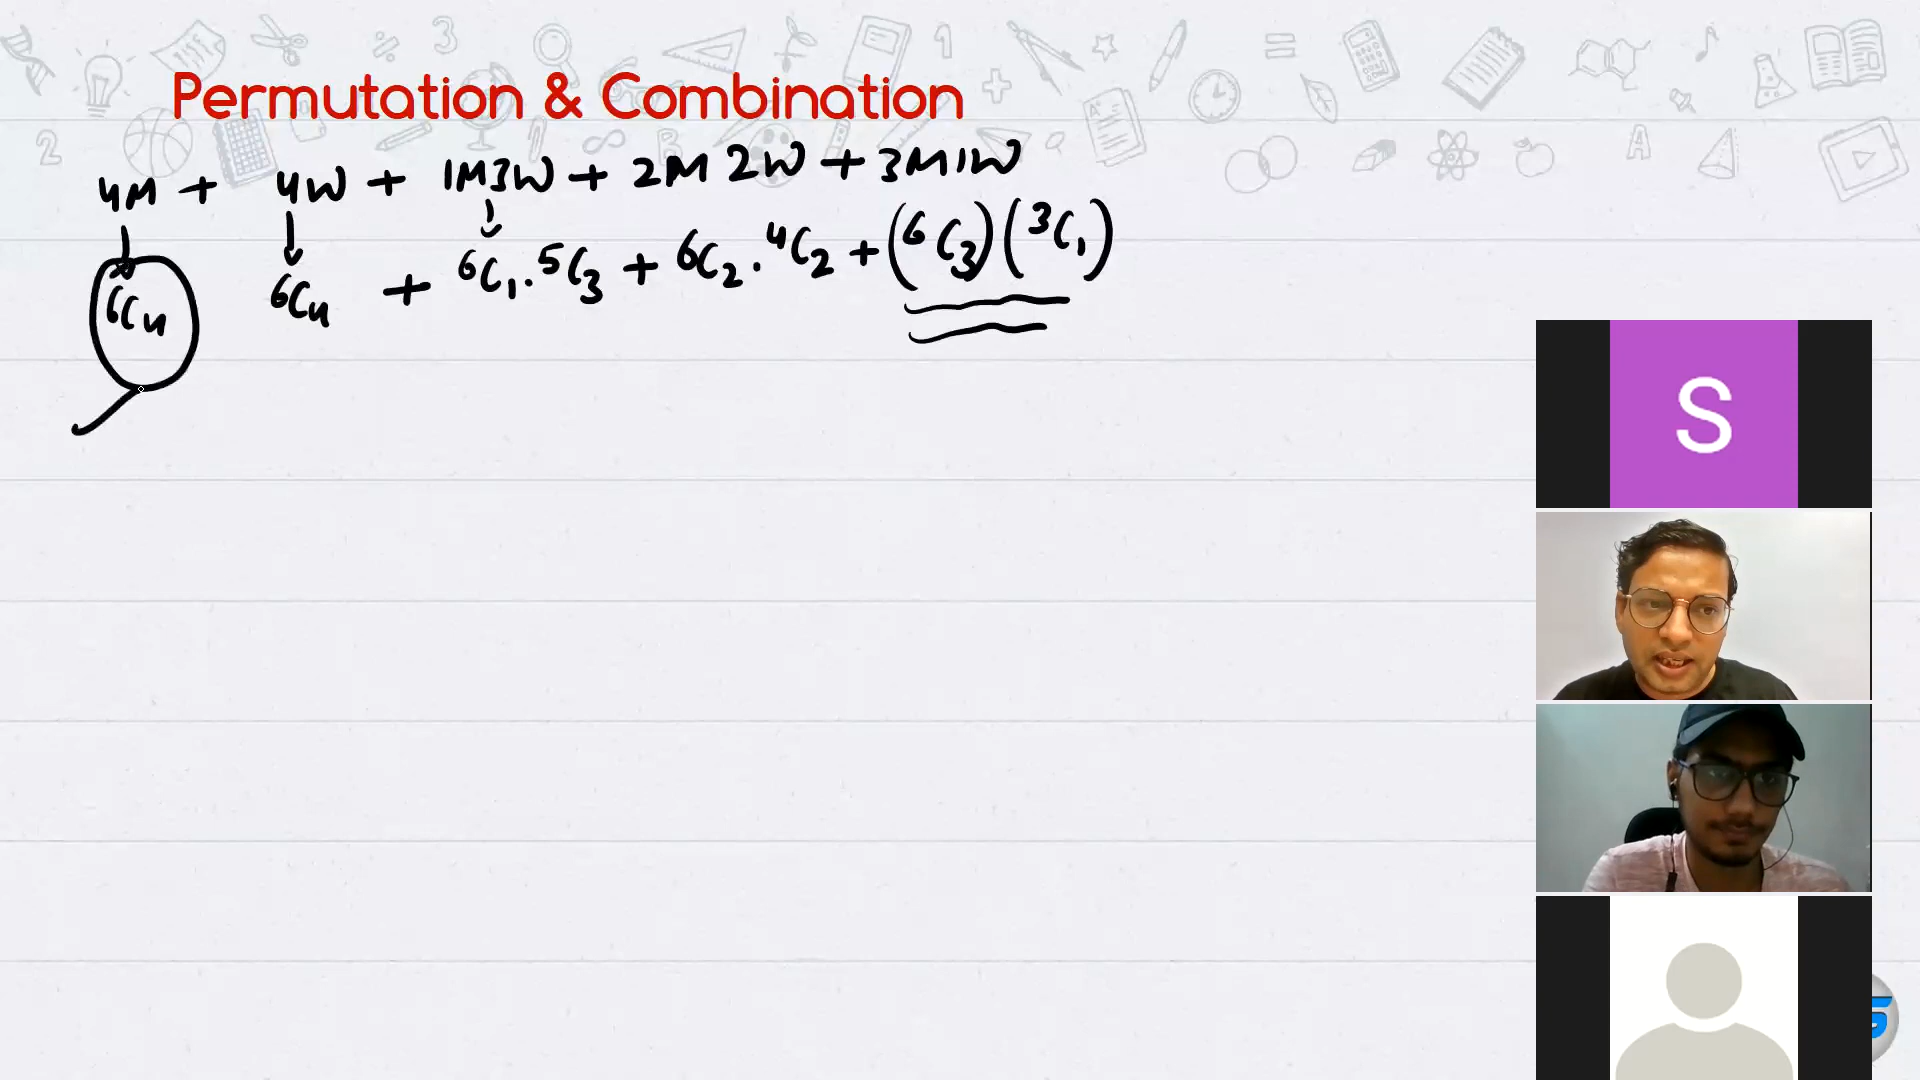 Permutation & Combination
4M + 4W + 1M3W + 2M 2W + 3M1W
6C4 6C4 + 6C1.5C3 + 6C2.4C2 + (6C3)(3C1)
S
G